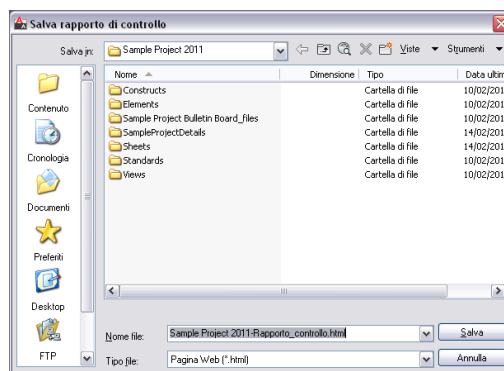 Salva rapporto di controllo
Salva in: Sample Project 2011 Viste Strumenti
Nome Dimensione Tipo Data ultim
Constructs Cartella di file 10/02/201
Elements Cartella di file 10/02/201
Sample Project Bulletin Board_files Cartella di file 10/02/201
SampleProjectDetails Cartella di file 14/02/201
Sheets Cartella di file 14/02/201
Standards Cartella di file 10/02/201
Views Cartella di file 10/02/201
Contenuto
Cronologia
Documenti
Preferiti
Desktop
FTP
Nome file: Sample Project 2011-Rapporto_controllo.html Salva
Tipo file: Pagina Web (*.html) Annulla